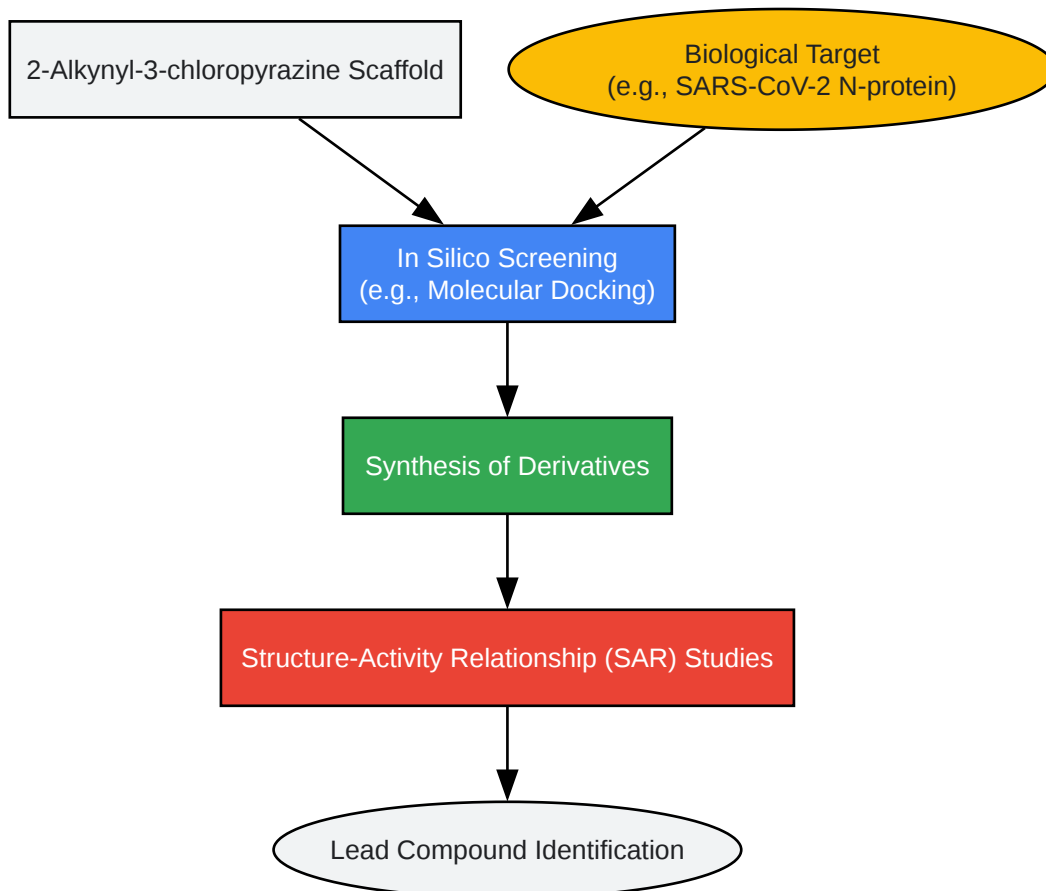 2-Alkynyl-3-chloropyrazine Scaffold
Biological Target
(e.g., SARS-CoV-2 N-protein)
In Silico Screening
(e.g., Molecular Docking)
Synthesis of Derivatives
Structure-Activity Relationship (SAR) Studies
Lead Compound Identification